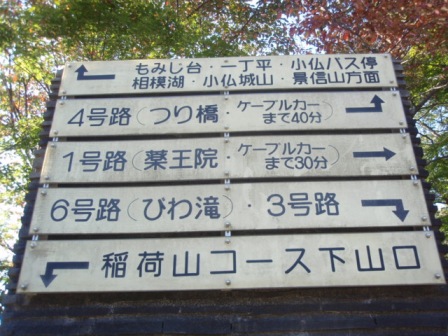 もみじ台・一丁平・小仏バス停
相模湖・小仏城山・景信山方面
4号路(つり橋・ケーブルカー
まで40分)
1号路(薬王院・ケーブルカー
まで30分)
6号路(びわ滝)・3号路
稲荷山コース下山口